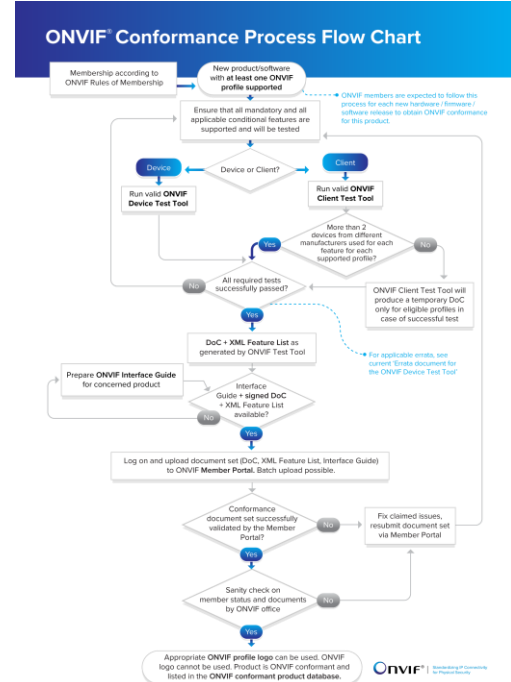 ONVIF® Conformance Process Flow Chart
Membership according to
ONVIF Rules of Membership
New product/software
with at least one ONVIF
profile supported
ONVIF members are expected to follow this
process for each new hardware / firmware /
software release to obtain ONVIF conformance
for this product.
Ensure that all mandatory and all
applicable conditional features are
supported and will be tested
Device
Device or Client?
Client
Run valid ONVIF
Device Test Tool
Run valid ONVIF
Client Test Tool
More than 2
devices from different
manufacturers used for each
feature for each
supported profile?
Yes
No
All required tests
successfully passed?
No
ONVIF Client Test Tool will
produce a temporary DoC
only for eligible profiles in
case of successful test
Yes
DoC + XML Feature List as
generated by ONVIF Test Tool
For applicable errata, see
current 'Errata document for
the ONVIF Device Test Tool'
Prepare ONVIF Interface Guide
for concerned product
Interface
Guide + signed DoC
+ XML Feature List
available?
No
Yes
Log on and upload document set (DoC, XML Feature List, Interface Guide)
to ONVIF Member Portal. Batch upload possible.
Conformance
document set successfully
validated by the Member
Portal?
No
Fix claimed issues,
resubmit document set
via Member Portal
Yes
Sanity check on
member status and documents
by ONVIF office
No
Yes
Appropriate ONVIF profile logo can be used. ONVIF
logo cannot be used. Product is ONVIF conformant and
listed in the ONVIF conformant product database.
ONVIF®
Standardizing IP Connectivity
for Physical Security